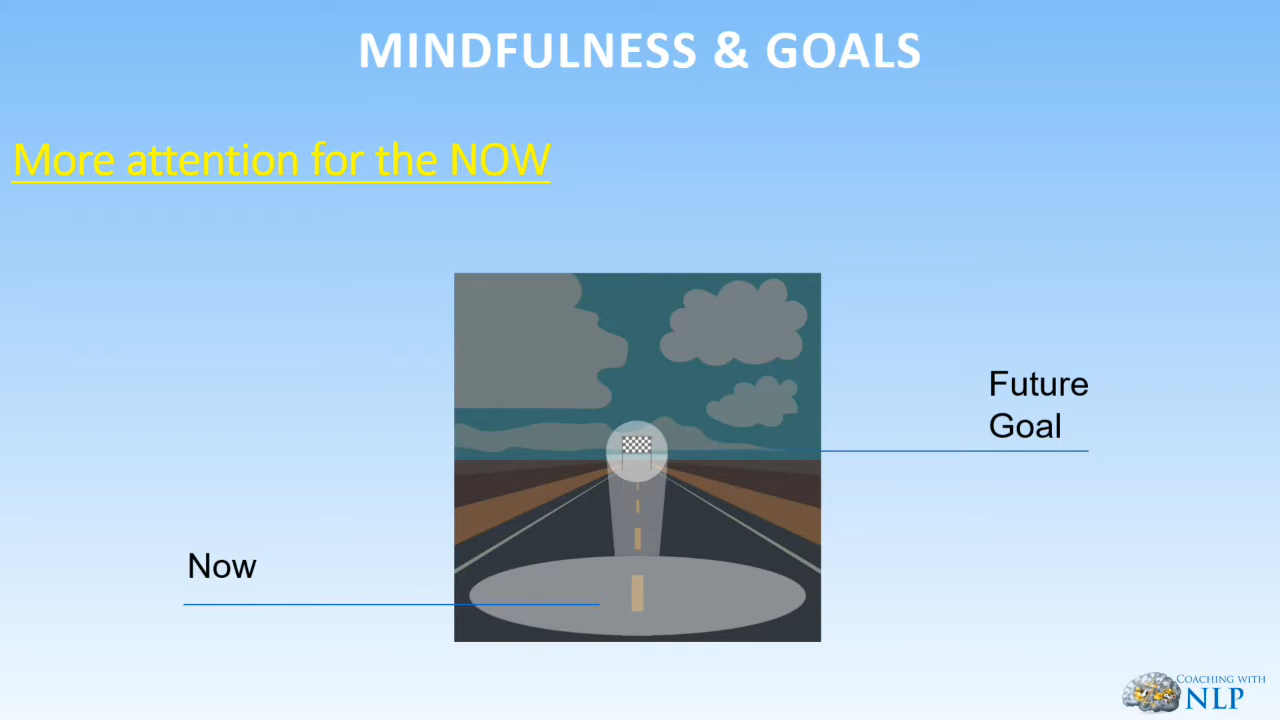 MINDFULNESS & GOALS
More attention for the NOW
Future
Goal
Now
COACHING WITH
NLP